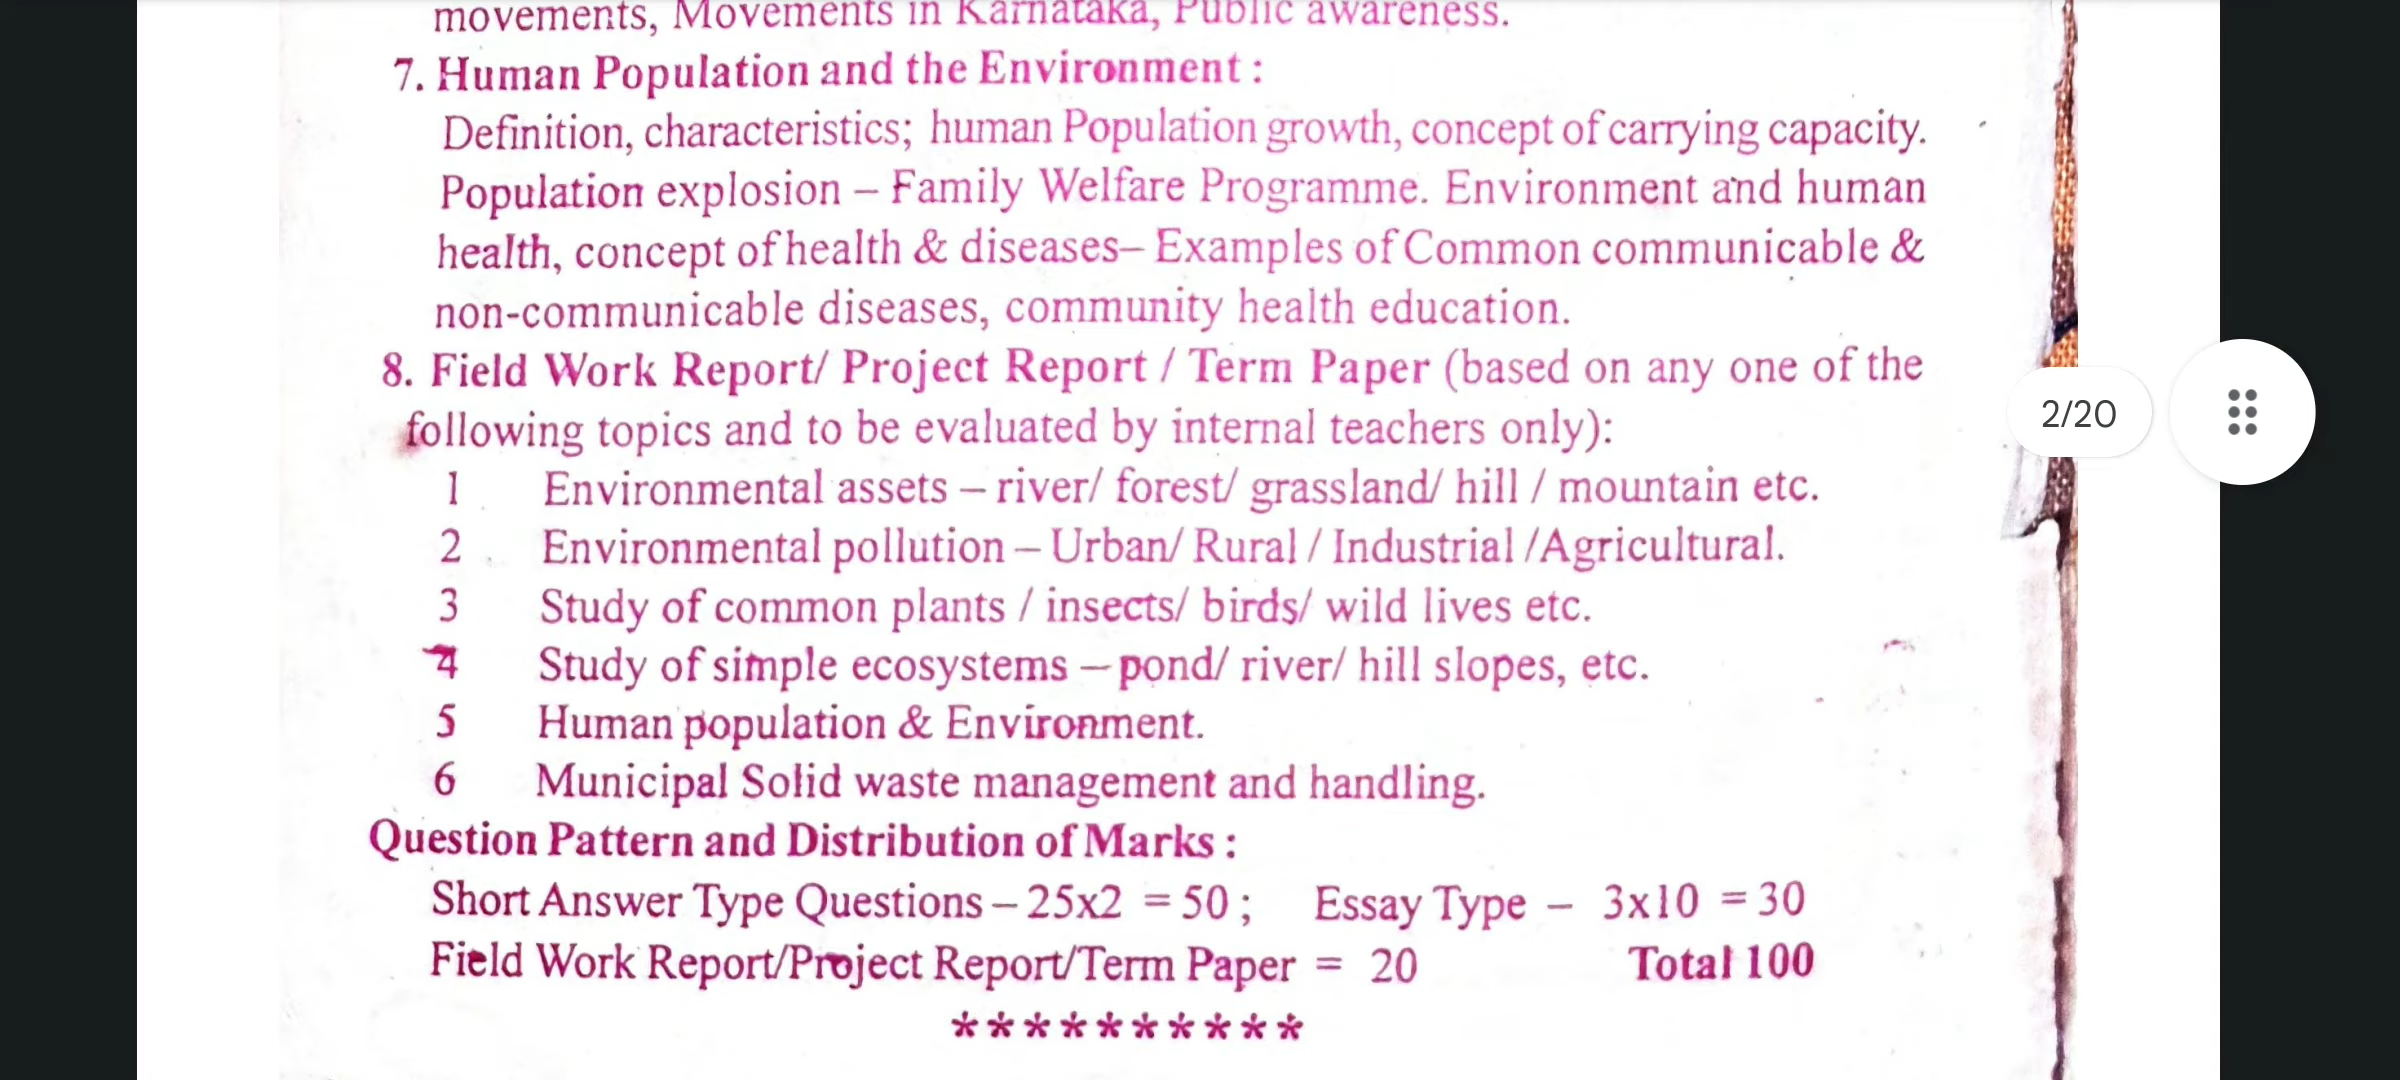 movements, Movements in Karnataka, Public awareness.
7. Human Population and the Environment :
Definition, characteristics; human Population growth, concept of carrying capacity.
Population explosion – Family Welfare Programme. Environment and human
health, concept of health & diseases– Examples of Common communicable &
non-communicable diseases, community health education.
8. Field Work Report/ Project Report / Term Paper (based on any one of the
following topics and to be evaluated by internal teachers only):
1 Environmental assets – river/ forest/ grassland/ hill / mountain etc.
2 Environmental pollution – Urban/ Rural / Industrial /Agricultural.
3 Study of common plants / insects/ birds/ wild lives etc.
4 Study of simple ecosystems – pond/ river/ hill slopes, etc.
5 Human population & Environment.
6 Municipal Solid waste management and handling.
Question Pattern and Distribution of Marks :
Short Answer Type Questions – 25x2 = 50 ; Essay Type – 3x10 = 30
Field Work Report/Project Report/Term Paper = 20 Total 100
**********
2/20